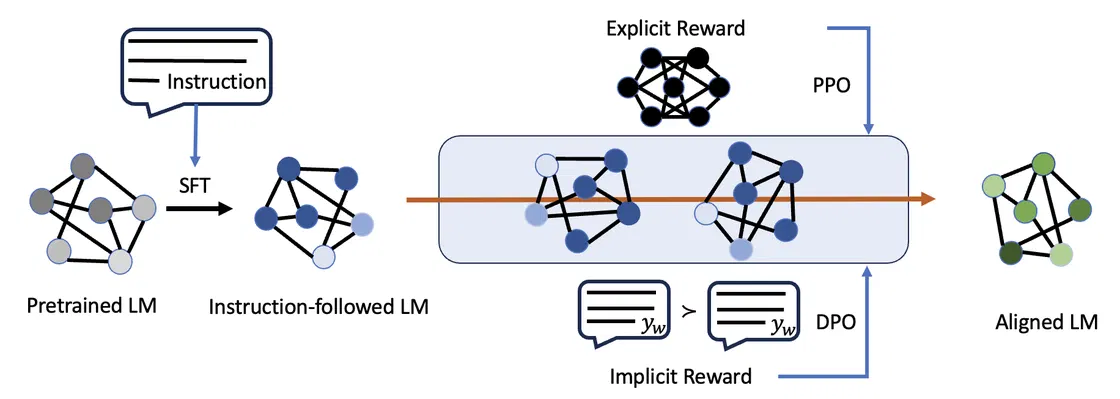 Explicit Reward
Instruction
PPO
SFT
Pretrained LM
Instruction-followed LM
y_w ≻ y_w
DPO
Aligned LM
Implicit Reward